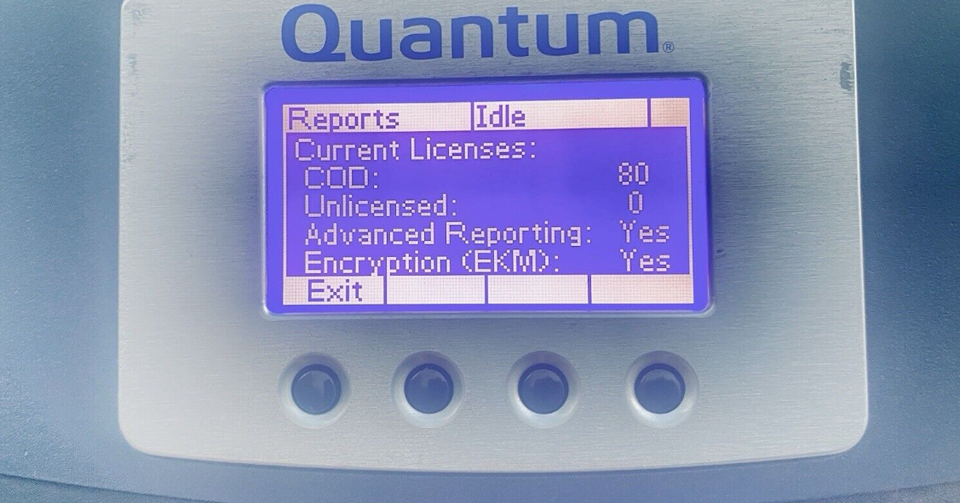 Quantum®
Reports Idle
Current Licenses:
COD: 80
Unlicensed: 0
Advanced Reporting: Yes
Encryption (EKM): Yes
Exit